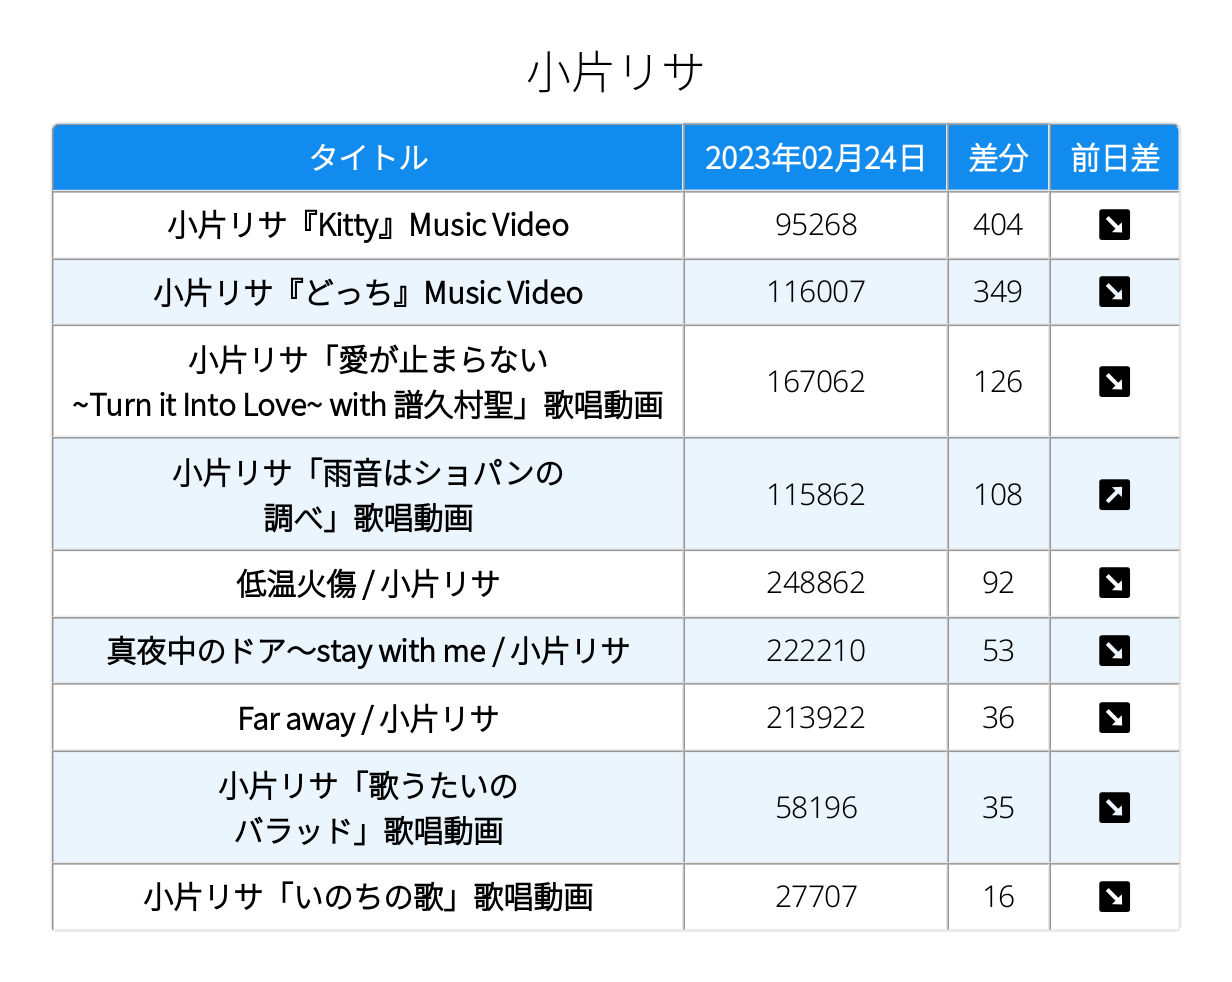 小片リサ
タイトル 2023年02月24日 差分 前日差
小片リサ『Kitty』Music Video 95268 404
小片リサ『どっち』Music Video 116007 349
小片リサ「愛が止まらない
~Turn it Into Love~ with 譜久村聖」歌唱動画 167062 126
小片リサ「雨音はショパンの
調べ」歌唱動画 115862 108
低温火傷 / 小片リサ 248862 92
真夜中のドア〜stay with me / 小片リサ 222210 53
Far away / 小片リサ 213922 36
小片リサ「歌うたいの
バラッド」歌唱動画 58196 35
小片リサ「いのちの歌」歌唱動画 27707 16